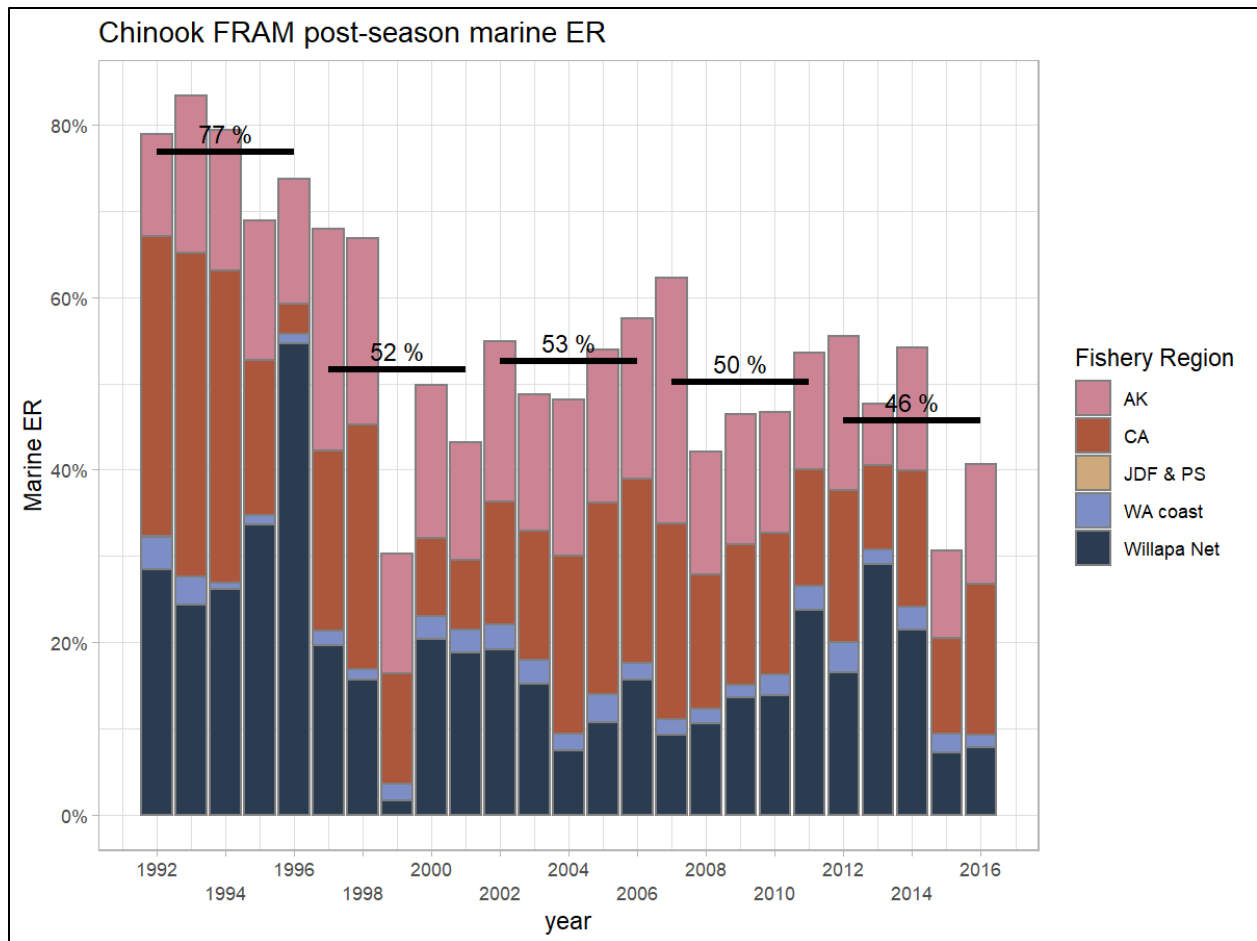 Chinook FRAM post-season marine ER
Marine ER
80%
60%
40%
20%
0%
77 %
52 %
53 %
50 %
46 %
1992 1996 2000 2004 2008 2012 2016
1994 1998 2002 2006 2010 2014
year
Fishery Region
AK
CA
JDF & PS
WA coast
Willapa Net